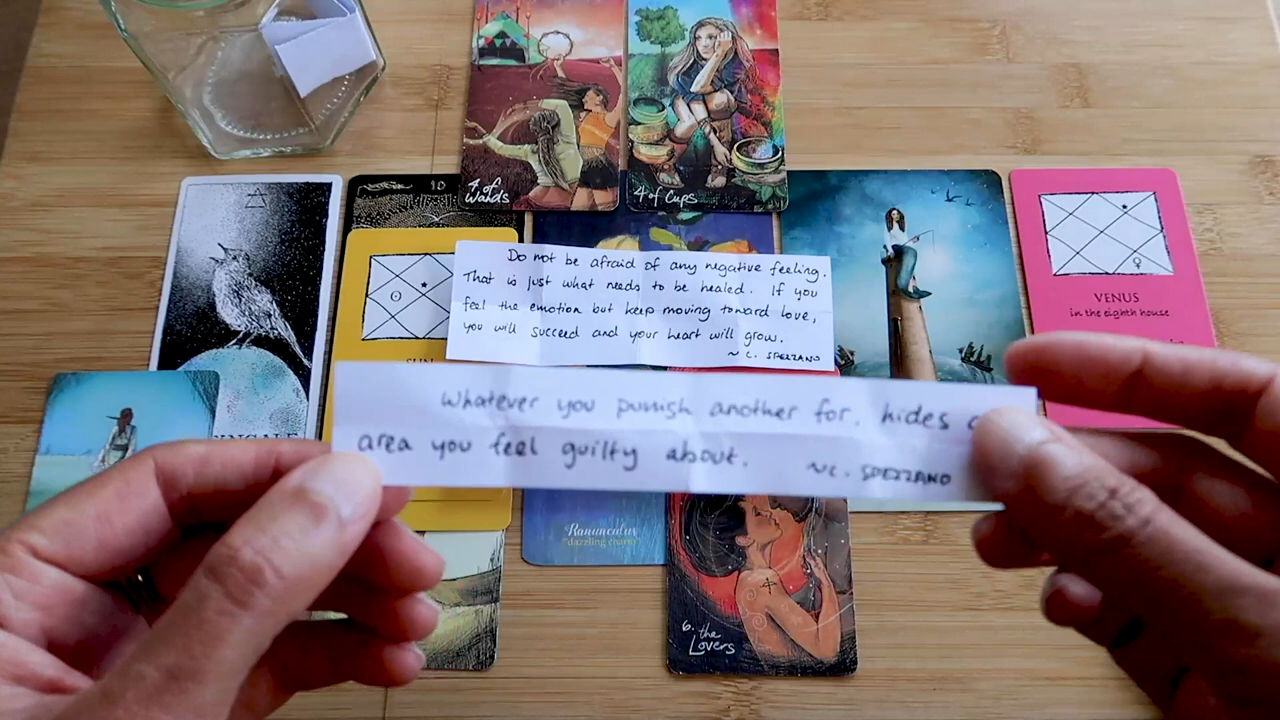 4 of
Wands
4 of Cups
10
VENUS
in the eighth house
Do not be afraid of any negative feeling.
That is just what needs to be healed. If you
feel the emotion but keep moving toward love,
you will succeed and your heart will grow.
~ C. SPEZZANO
Whatever you punish another for, hides
area you feel guilty about.
~C. SPEZZANO
Ranunculus
"dazzling charm"
6. the
Lovers